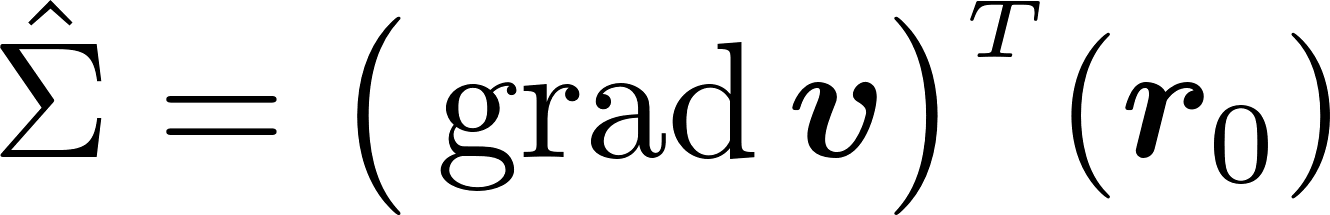 Σ̂ = ( grad 𝒗 )ᵀ (𝒓₀)